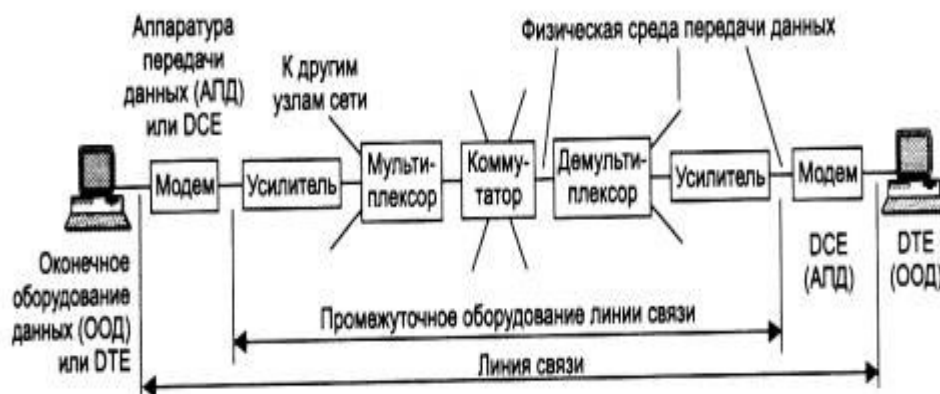 Аппаратура
передачи
данных (АПД)
или DCE
К другим
узлам сети
Физическая среда передачи данных
Модем
Усилитель
Мульти-
плексор
Комму-
татор
Демульти-
плексор
Усилитель
Модем
Оконечное
оборудование
данных (ООД)
или DTE
DCE
(АПД)
DTE
(ООД)
Промежуточное оборудование линии связи
Линия связи